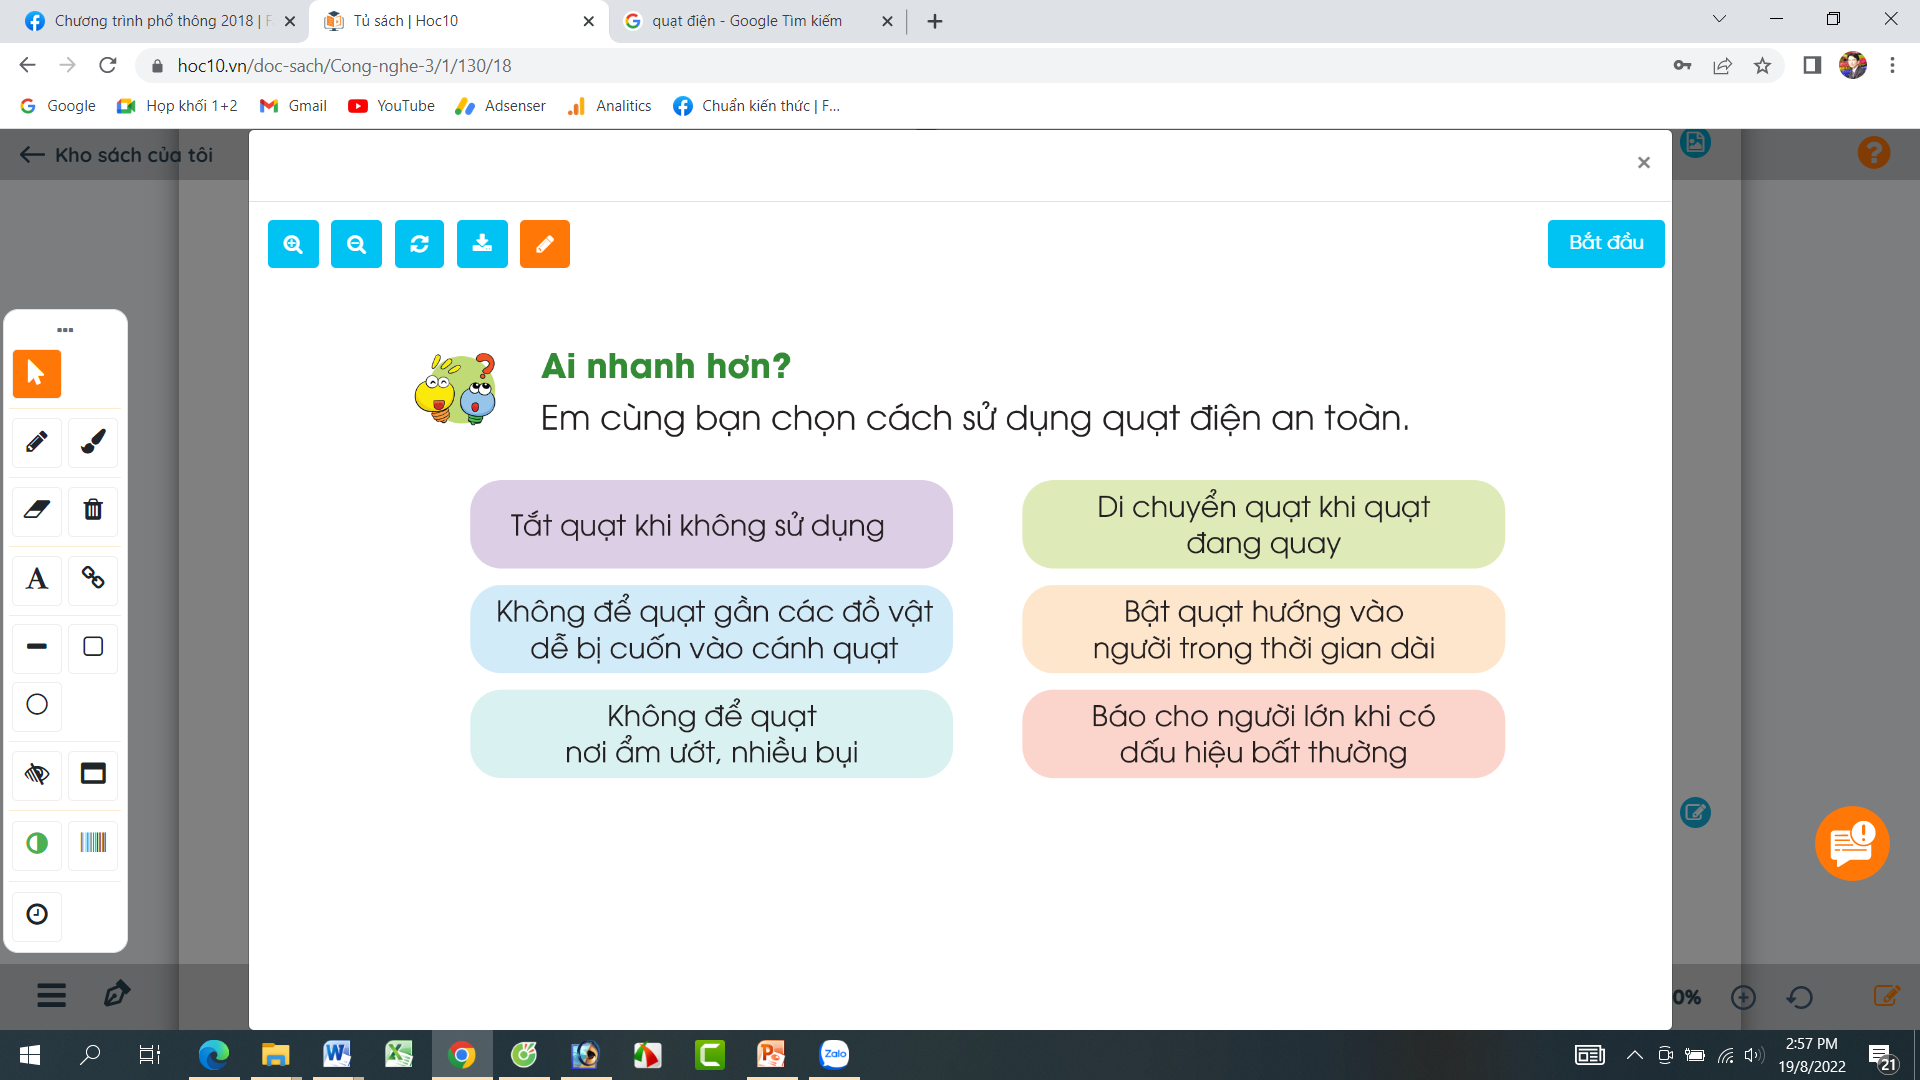 Chương trình phổ thông 2018 | F
Tủ sách | Hoc10
quạt điện - Google Tìm kiếm
hoc10.vn/doc-sach/Cong-nghe-3/1/130/18
Google
Họp khối 1+2
Gmail
YouTube
Adsenser
Analitics
Chuẩn kiến thức | F...
Kho sách của tôi
Bắt đầu
Ai nhanh hơn?
Em cùng bạn chọn cách sử dụng quạt điện an toàn.
Tắt quạt khi không sử dụng
Di chuyển quạt khi quạt
đang quay
Không để quạt gần các đồ vật
dễ bị cuốn vào cánh quạt
Bật quạt hướng vào
người trong thời gian dài
Không để quạt
nơi ẩm ướt, nhiều bụi
Báo cho người lớn khi có
dấu hiệu bất thường
0%
Zalo
2:57 PM
19/8/2022
21